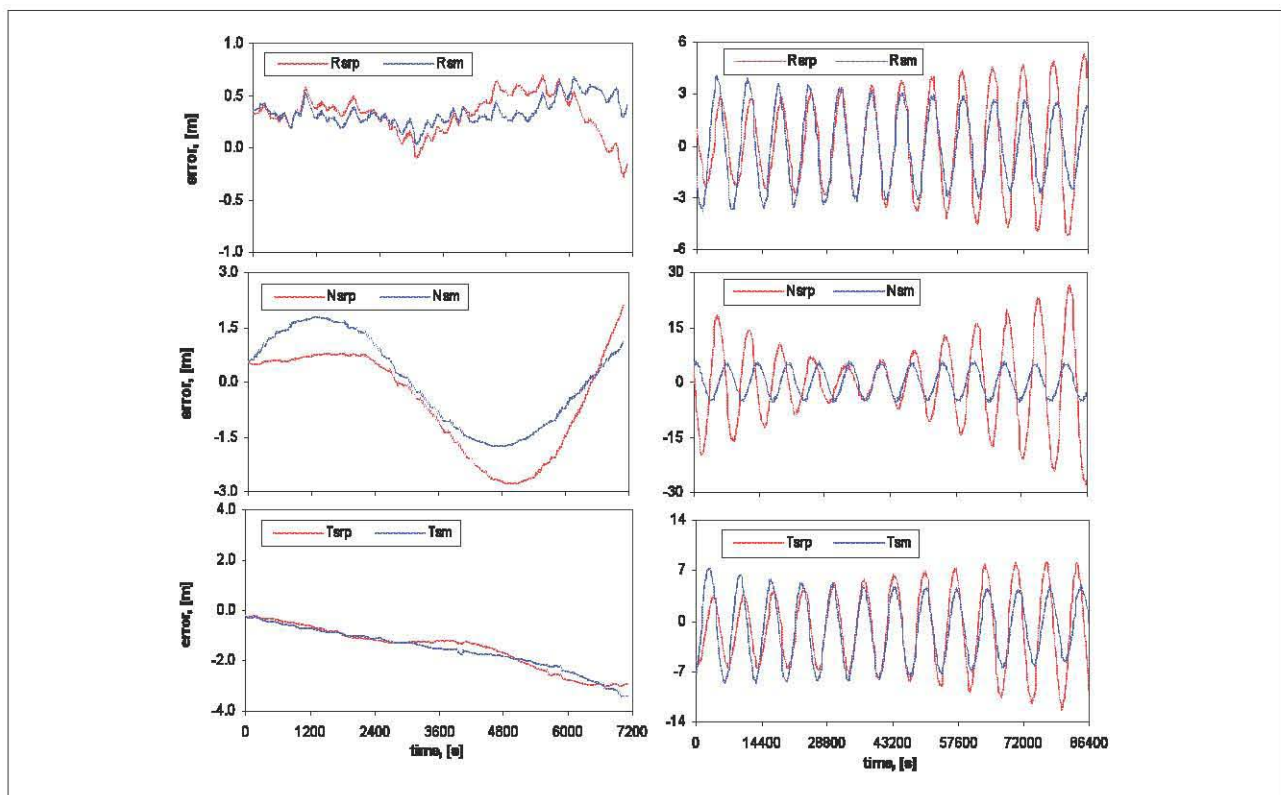 1.0
0.5
0.0
-0.5
-1.0
error, [m]
Rsrp Rsm
6
3
0
-3
-6
error, [m]
Rsrp Rsm
3.0
1.5
0.0
-1.5
-3.0
error, [m]
Nsrp Nsm
30
15
0
-15
-30
error, [m]
Nsrp Nsm
4.0
2.0
0.0
-2.0
-4.0
error, [m]
Tsrp Tsm
0 1200 2400 3600 4800 6000 7200
time, [s]
14
7
0
-7
-14
error, [m]
Tsrp Tsm
0 14400 28800 43200 57600 72000 86400
time, [s]